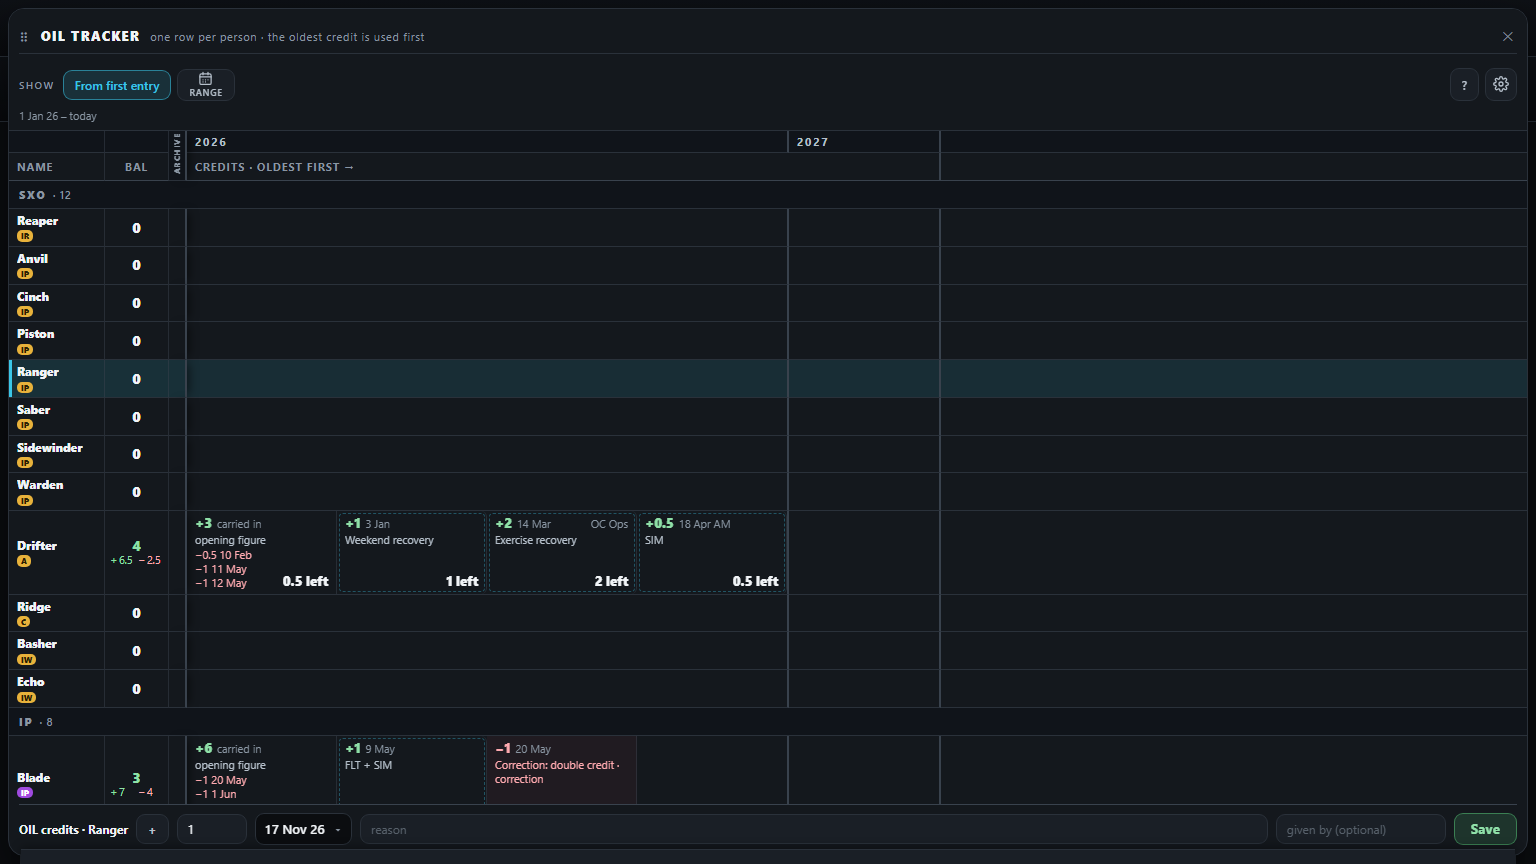 OIL TRACKER one row per person · the oldest credit is used first
SHOW From first entry RANGE ?
1 Jan 26 – today
2026 2027
NAME BAL ARCHIVE CREDITS · OLDEST FIRST →
SXO · 12
Reaper 0
IR
Anvil 0
IP
Cinch 0
IP
Piston 0
IP
Ranger 0
IP
Saber 0
IP
Sidewinder 0
IP
Warden 0
IP
Drifter 4
A +6.5 −2.5
+3 carried in
opening figure
−0.5 10 Feb
−1 11 May
−1 12 May 0.5 left
+1 3 Jan
Weekend recovery
1 left
+2 14 Mar OC Ops
Exercise recovery
2 left
+0.5 18 Apr AM
SIM
0.5 left
Ridge 0
C
Basher 0
IW
Echo 0
IW
IP · 8
Blade 3
IP +7 −4
+6 carried in
opening figure
−1 20 May
−1 1 Jun
+1 9 May
FLT + SIM
−1 20 May
Correction: double credit ·
correction
OIL credits · Ranger + 1 17 Nov 26 reason given by (optional) Save